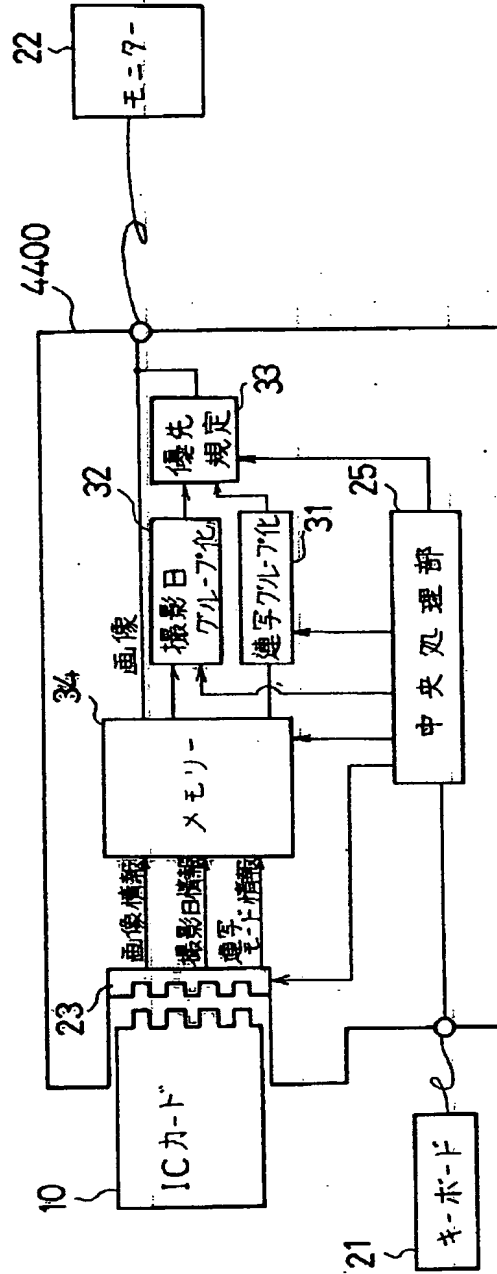 10
ICカード
23
画像情報
撮影日情報
連写
モード情報
34
メモリー
画像
32
撮影日
グループ化
連写グループ化
31
優先
規定
33
4400
22
モニター
25
中央処理部
21
キーボード